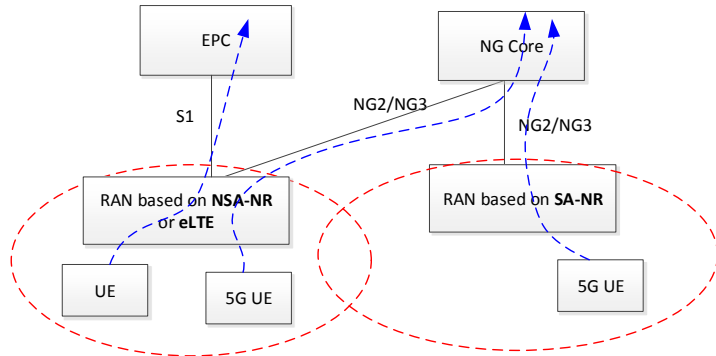 EPC
NG Core
S1
NG2/NG3
NG2/NG3
RAN based on NSA-NR
or eLTE
RAN based on SA-NR
UE
5G UE
5G UE